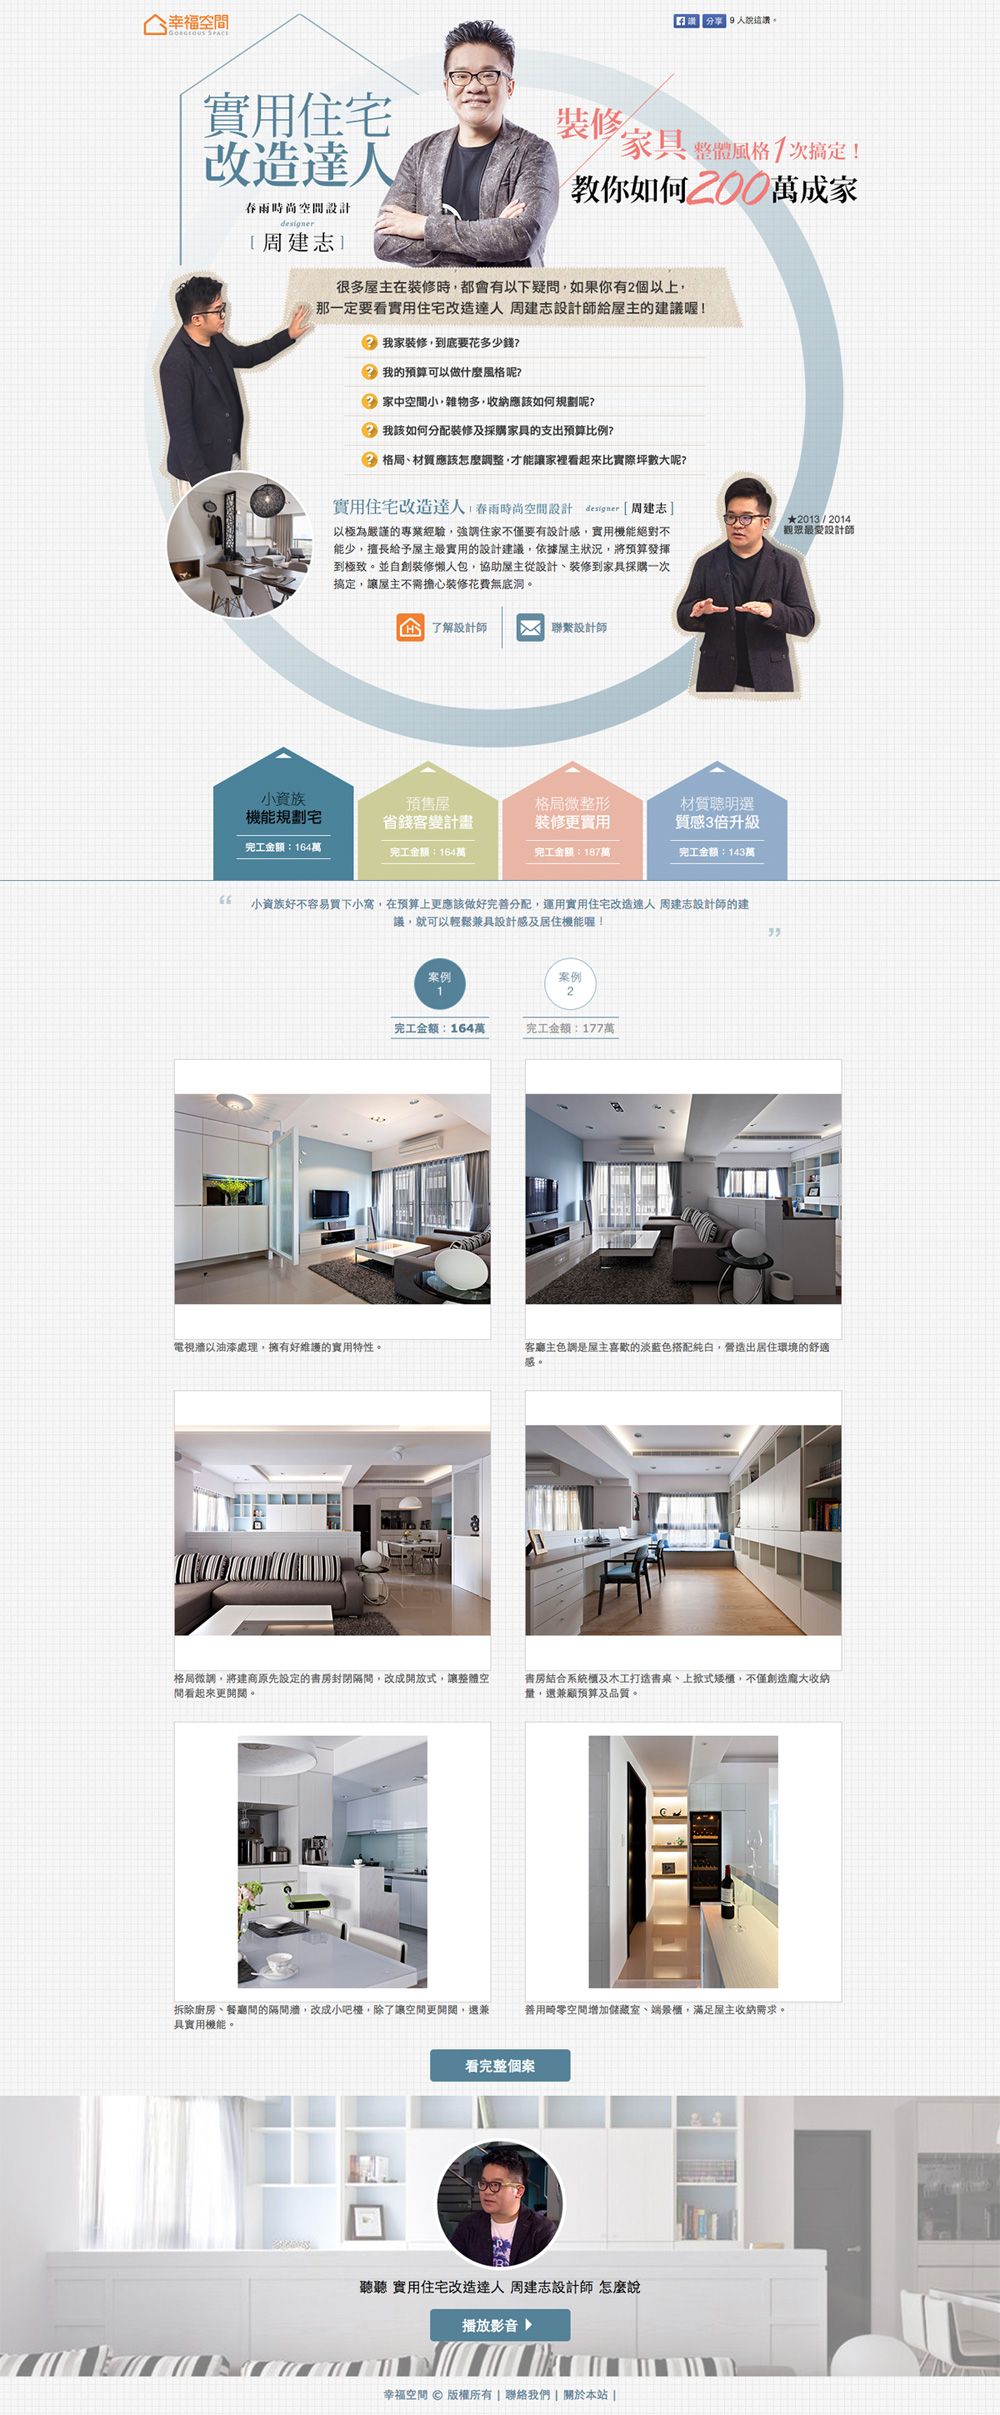 幸福空間
GORGEOUS SPACE
讚 分享 9 人說這讚。
實用住宅
改造達人
春雨時尚空間設計
designer
[ 周建志 ]
裝修/家具 整體風格1次搞定！
教你如何200萬成家
很多屋主在裝修時，都會有以下疑問，如果你有2個以上，
那一定要看實用住宅改造達人 周建志設計師給屋主的建議喔！
? 我家裝修，到底要花多少錢?
? 我的預算可以做什麼風格呢?
? 家中空間小，雜物多，收納應該如何規劃呢?
? 我該如何分配裝修及採購家具的支出預算比例?
? 格局、材質應該怎麼調整，才能讓家裡看起來比實際坪數大呢?
實用住宅改造達人 | 春雨時尚空間設計 designer [ 周建志 ]
以極為嚴謹的專業經驗，強調住家不僅要有設計感，實用機能絕對不
能少，擅長給予屋主最實用的設計建議，依據屋主狀況，將預算發揮
到極致。並自創裝修懶人包，協助屋主從設計、裝修到家具採購一次
搞定，讓屋主不需擔心裝修花費無底洞。
★2013 / 2014
觀眾最愛設計師
了解設計師
聯繫設計師
小資族
機能規劃宅
完工金額：164萬
預售屋
省錢客變計畫
完工金額：164萬
格局微整形
裝修更實用
完工金額：187萬
材質聰明選
質感3倍升級
完工金額：143萬
“ 小資族好不容易買下小窩，在預算上更應該做好完善分配，運用實用住宅改造達人 周建志設計師的建
議，就可以輕鬆兼具設計感及居住機能喔！ ”
案例
1
完工金額：164萬
案例
2
完工金額：177萬
電視牆以油漆處理，擁有好維護的實用特性。
客廳主色調是屋主喜歡的淡藍色搭配純白，營造出居住環境的舒適
感。
格局微調，將建商原先設定的書房封閉隔間，改成開放式，讓整體空
間看起來更開闊。
書房結合系統櫃及木工打造書桌、上掀式矮櫃，不僅創造龐大收納
量，還兼顧預算及品質。
拆除廚房、餐廳間的隔間牆，改成小吧檯，除了讓空間更開闊，還兼
具實用機能。
善用畸零空間增加儲藏室、端景櫃，滿足屋主收納需求。
看完整個案
聽聽 實用住宅改造達人 周建志設計師 怎麼說
播放影音
幸福空間 © 版權所有 | 聯絡我們 | 關於本站 |